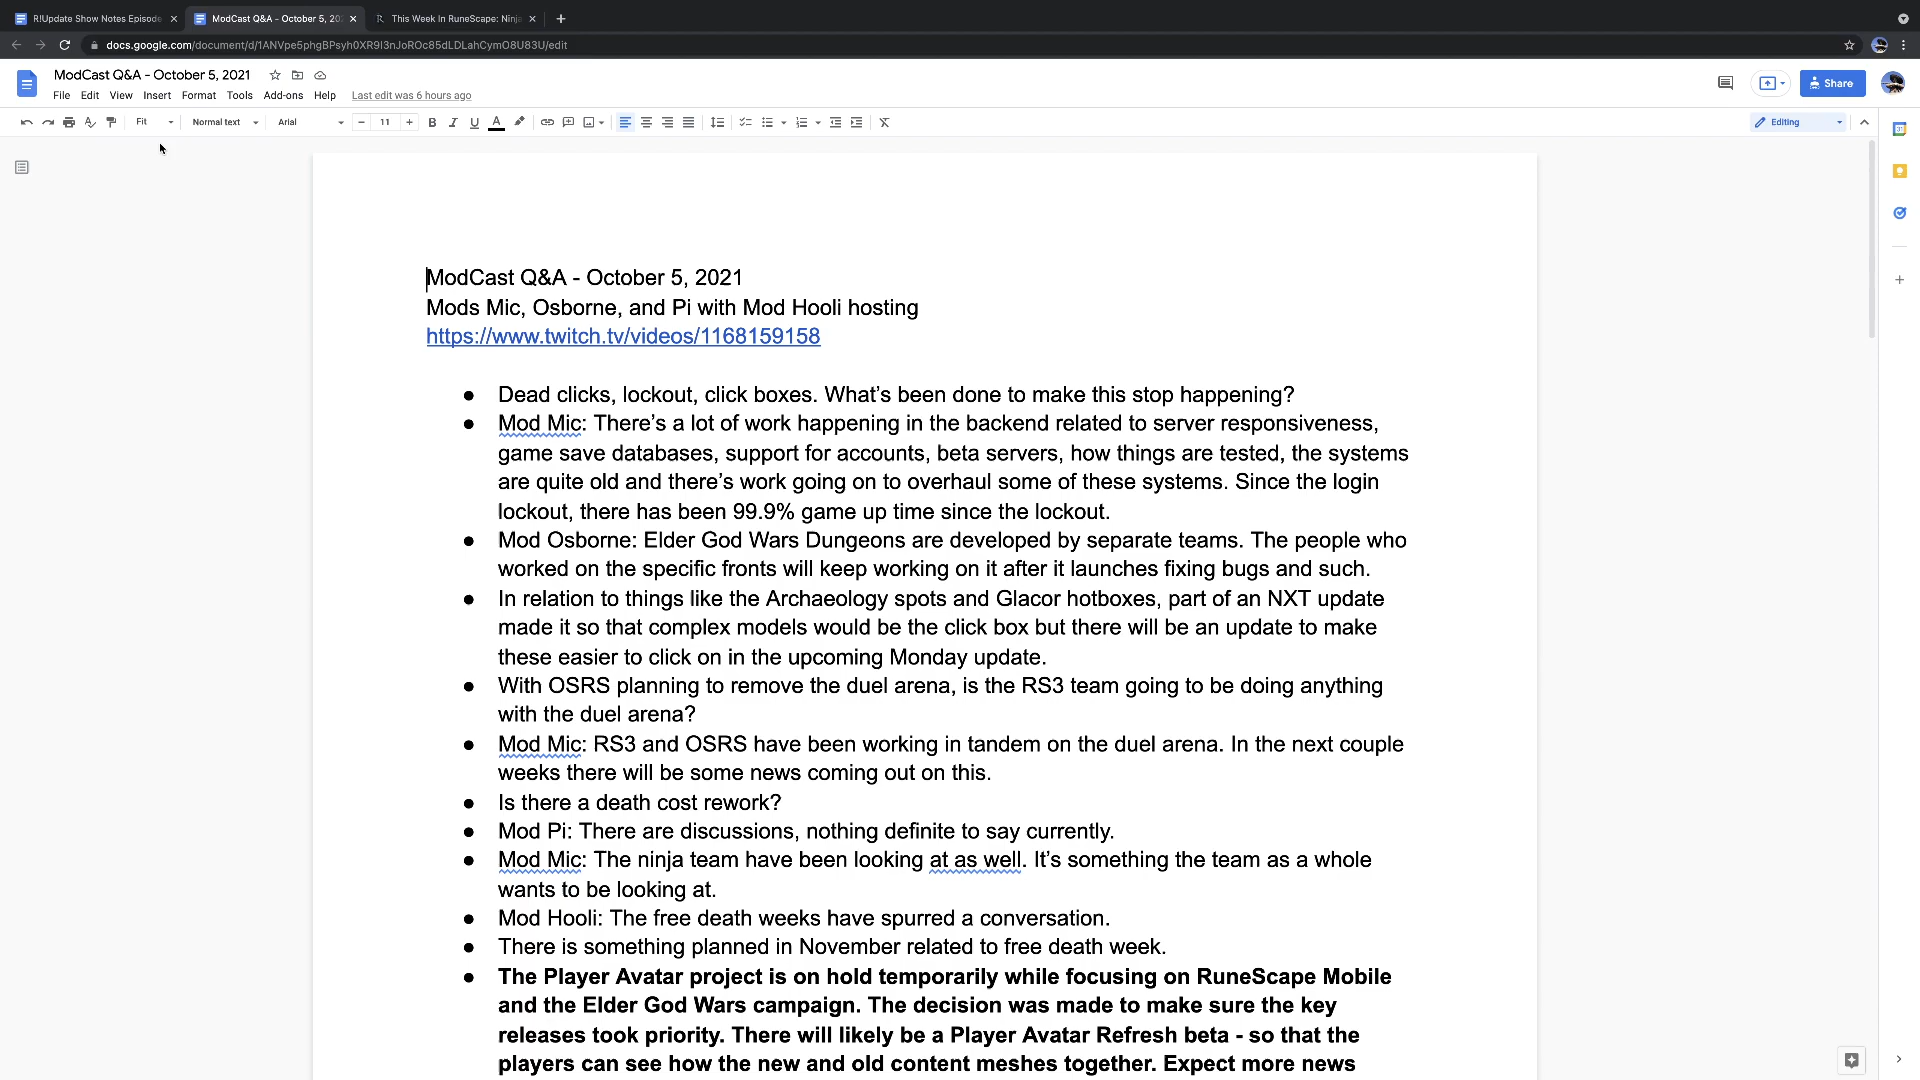 R!Update Show Notes Episode
ModCast Q&A - October 5, 202
This Week In RuneScape: Ninja
docs.google.com/document/d/1ANVpe5phgBPsyh0XR9I3nJoROc85dLDLahCymO8U83U/edit
ModCast Q&A - October 5, 2021
File Edit View Insert Format Tools Add-ons Help Last edit was 6 hours ago
Share
Fit Normal text Arial 11 Editing
ModCast Q&A - October 5, 2021
Mods Mic, Osborne, and Pi with Mod Hooli hosting
https://www.twitch.tv/videos/1168159158
● Dead clicks, lockout, click boxes. What’s been done to make this stop happening?
● Mod Mic: There’s a lot of work happening in the backend related to server responsiveness,
game save databases, support for accounts, beta servers, how things are tested, the systems
are quite old and there’s work going on to overhaul some of these systems. Since the login
lockout, there has been 99.9% game up time since the lockout.
● Mod Osborne: Elder God Wars Dungeons are developed by separate teams. The people who
worked on the specific fronts will keep working on it after it launches fixing bugs and such.
● In relation to things like the Archaeology spots and Glacor hotboxes, part of an NXT update
made it so that complex models would be the click box but there will be an update to make
these easier to click on in the upcoming Monday update.
● With OSRS planning to remove the duel arena, is the RS3 team going to be doing anything
with the duel arena?
● Mod Mic: RS3 and OSRS have been working in tandem on the duel arena. In the next couple
weeks there will be some news coming out on this.
● Is there a death cost rework?
● Mod Pi: There are discussions, nothing definite to say currently.
● Mod Mic: The ninja team have been looking at as well. It’s something the team as a whole
wants to be looking at.
● Mod Hooli: The free death weeks have spurred a conversation.
● There is something planned in November related to free death week.
● The Player Avatar project is on hold temporarily while focusing on RuneScape Mobile
and the Elder God Wars campaign. The decision was made to make sure the key
releases took priority. There will likely be a Player Avatar Refresh beta - so that the
players can see how the new and old content meshes together. Expect more news